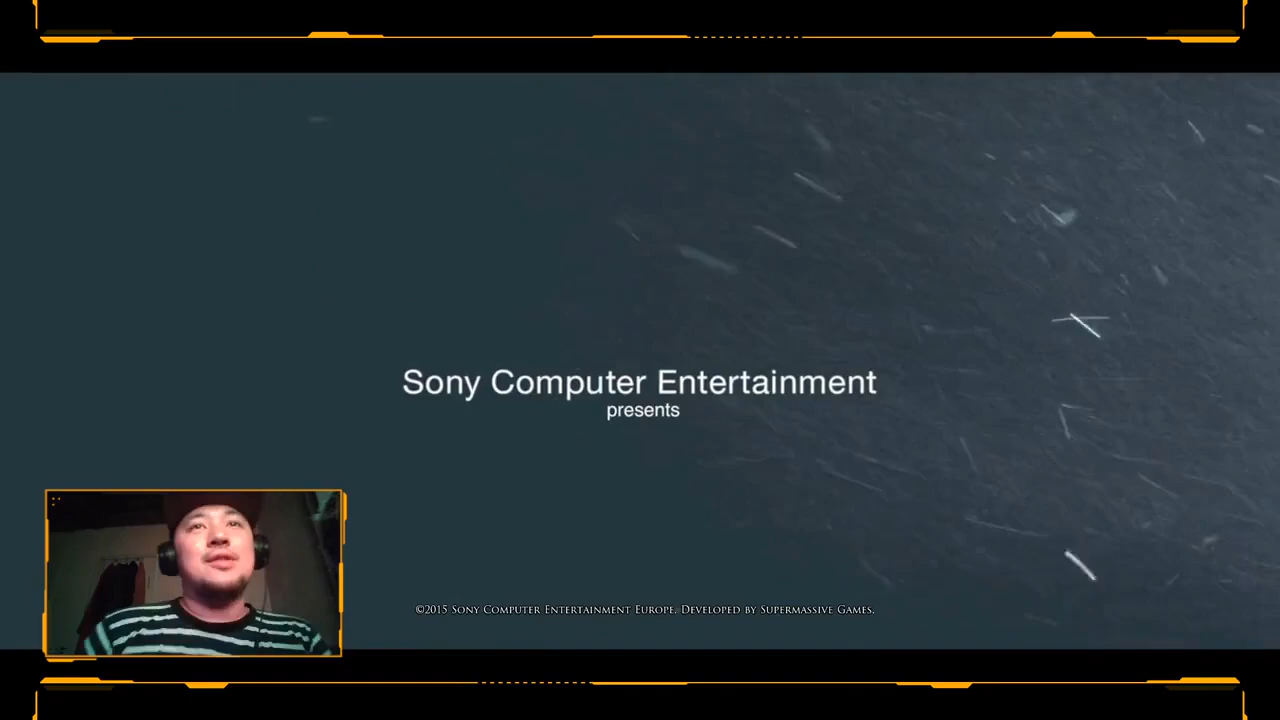 Sony Computer Entertainment
presents
©2015 Sony Computer Entertainment Europe. Developed by Supermassive Games.